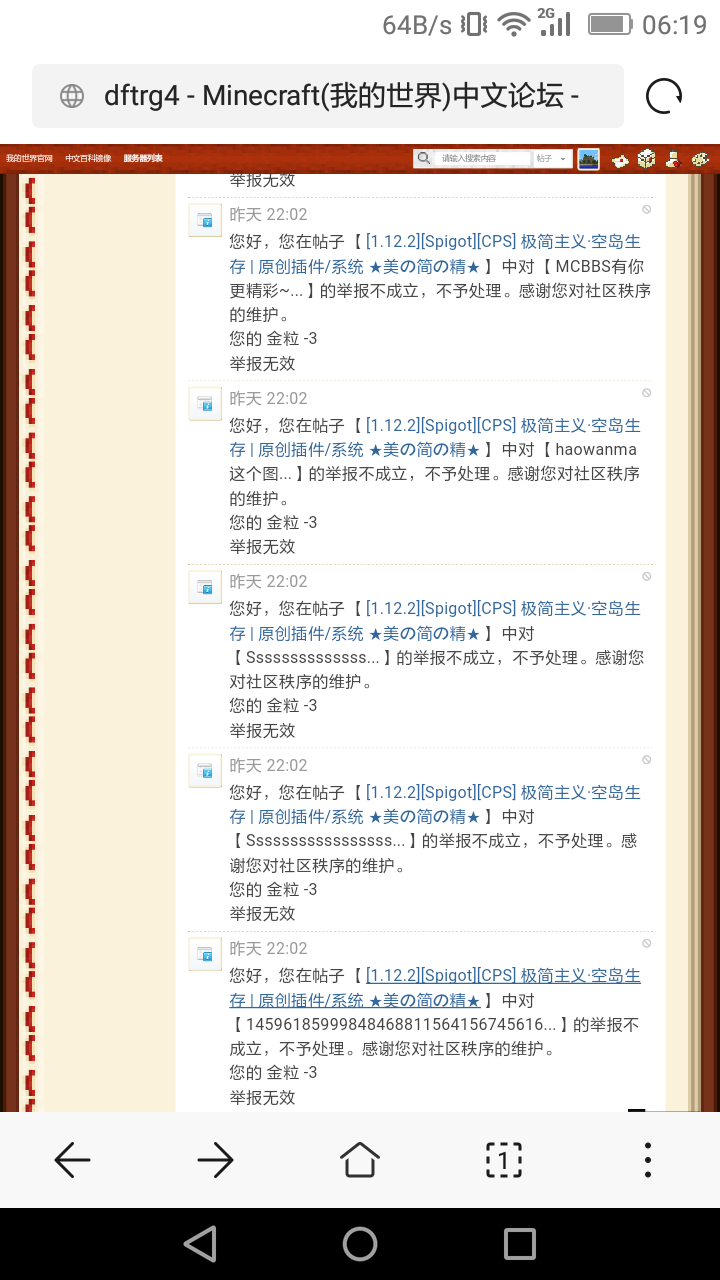 64B/s 2G 06:19
dftrg4 - Minecraft(我的世界)中文论坛 -
我的世界官网 中文百科镜像 服务器列表 请输入搜索内容 帖子
举报无效
昨天 22:02
您好，您在帖子【 [1.12.2][Spigot][CPS] 极简主义·空岛生
存 | 原创插件/系统 ★美の简の精★ 】中对【 MCBBS有你
更精彩~... 】的举报不成立，不予处理。感谢您对社区秩序
的维护。
您的 金粒 -3
举报无效
昨天 22:02
您好，您在帖子【 [1.12.2][Spigot][CPS] 极简主义·空岛生
存 | 原创插件/系统 ★美の简の精★ 】中对【 haowanma
这个图... 】的举报不成立，不予处理。感谢您对社区秩序
的维护。
您的 金粒 -3
举报无效
昨天 22:02
您好，您在帖子【 [1.12.2][Spigot][CPS] 极简主义·空岛生
存 | 原创插件/系统 ★美の简の精★ 】中对
【 Ssssssssssssss... 】的举报不成立，不予处理。感谢您
对社区秩序的维护。
您的 金粒 -3
举报无效
昨天 22:02
您好，您在帖子【 [1.12.2][Spigot][CPS] 极简主义·空岛生
存 | 原创插件/系统 ★美の简の精★ 】中对
【 Sssssssssssssssss... 】的举报不成立，不予处理。感
谢您对社区秩序的维护。
您的 金粒 -3
举报无效
昨天 22:02
您好，您在帖子【 [1.12.2][Spigot][CPS] 极简主义·空岛生
存 | 原创插件/系统 ★美の简の精★ 】中对
【 14596185999848468811564156745616... 】的举报不
成立，不予处理。感谢您对社区秩序的维护。
您的 金粒 -3
举报无效
1